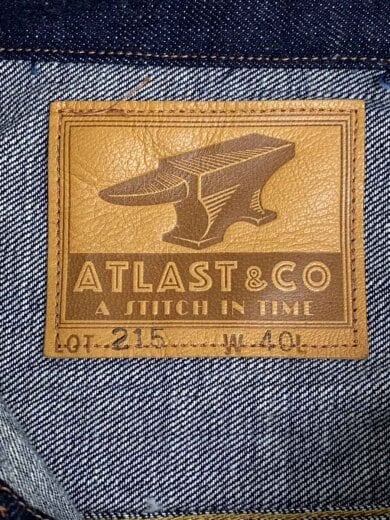 ATLAST & CO
A STITCH IN TIME
LOT 215 W 40L